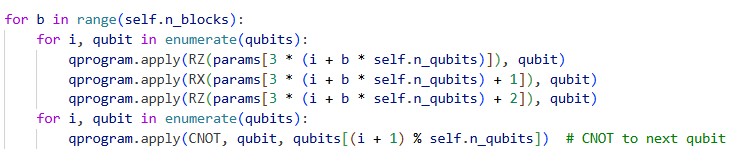 for b in range(self.n_blocks):
    for i, qubit in enumerate(qubits):
        qprogram.apply(RZ(params[3 * (i + b * self.n_qubits)]), qubit)
        qprogram.apply(RX(params[3 * (i + b * self.n_qubits) + 1]), qubit)
        qprogram.apply(RZ(params[3 * (i + b * self.n_qubits) + 2]), qubit)
    for i, qubit in enumerate(qubits):
        qprogram.apply(CNOT, qubit, qubits[(i + 1) % self.n_qubits])  # CNOT to next qubit